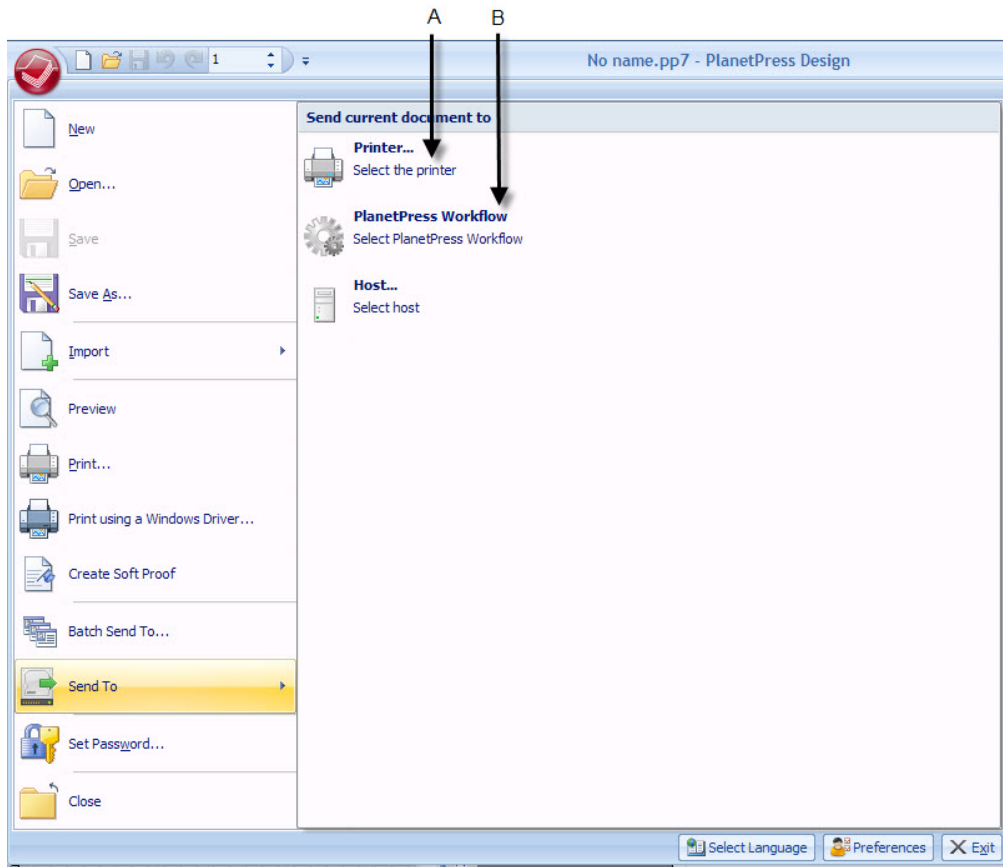 A B
1
No name.pp7 - PlanetPress Design
New
Open...
Save
Save As...
Import
Preview
Print...
Print using a Windows Driver...
Create Soft Proof
Batch Send To...
Send To
Set Password...
Close
Send current document to
Printer...
Select the printer
PlanetPress Workflow
Select PlanetPress Workflow
Host...
Select host
Select Language
Preferences
Exit